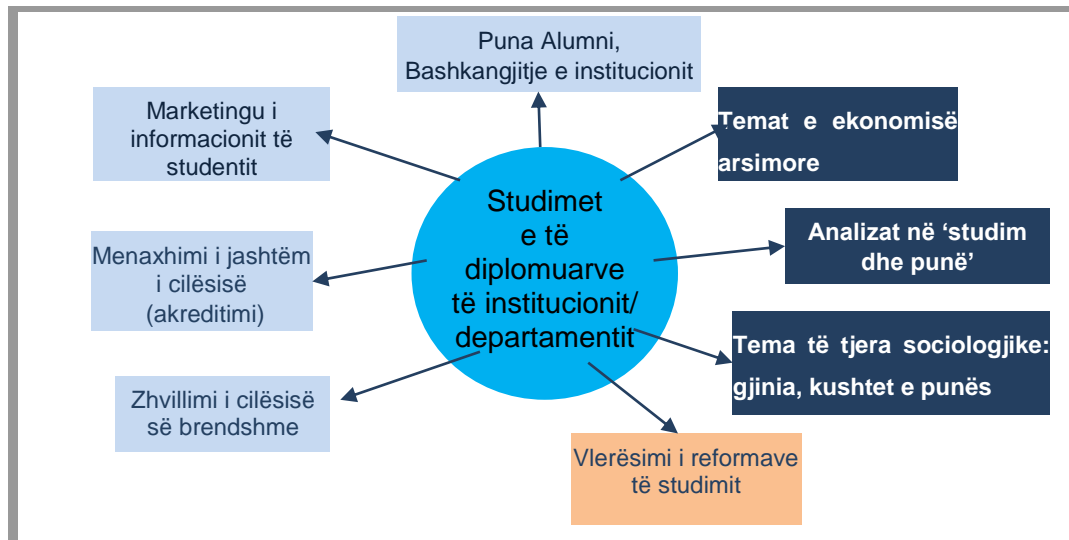 Puna Alumni,
Bashkangjitje e institucionit
Marketingu i
informacionit të
studentit
Temat e ekonomisë
arsimore
Studimet
e të
diplomuarve
të institucionit/
departamentit
Analizat në ‘studim
dhe punë’
Menaxhimi i jashtëm
i cilësisë
(akreditimi)
Tema të tjera sociologjike:
gjinia, kushtet e punës
Zhvillimi i cilësisë
së brendshme
Vlerësimi i reformave
të studimit